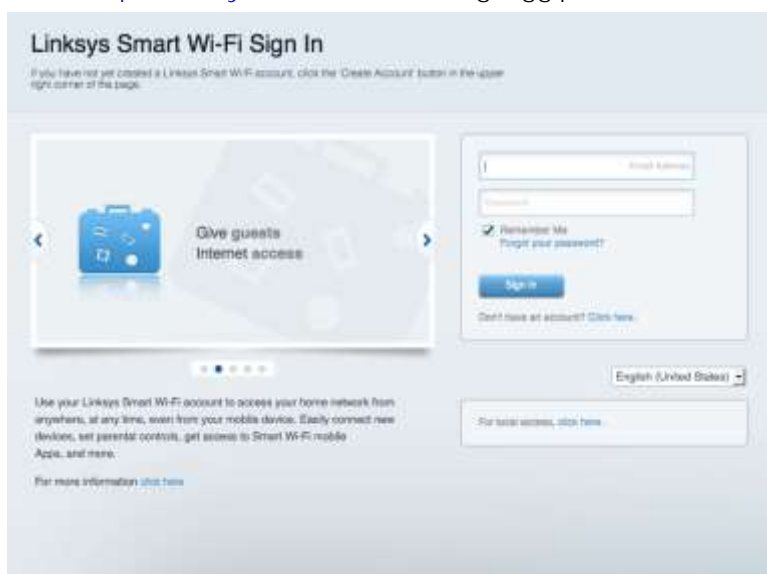 Linksys Smart Wi-Fi Sign In
If you have not yet created a Linksys Smart Wi-Fi account, click the 'Create Account' button in the upper
right corner of the page.
Give guests
Internet access
Email Address
Password
Remember Me
Forgot your password?
Sign In
Don't have an account? Click here.
English (United States)
Use your Linksys Smart Wi-Fi account to access your home network from
anywhere, at any time, even from your mobile device. Easily connect new
devices, set parental controls, get access to Smart Wi-Fi mobile
Apps, and more.
For local access, click here.
For more information click here